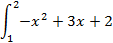 ∫₁² −x² + 3x + 2